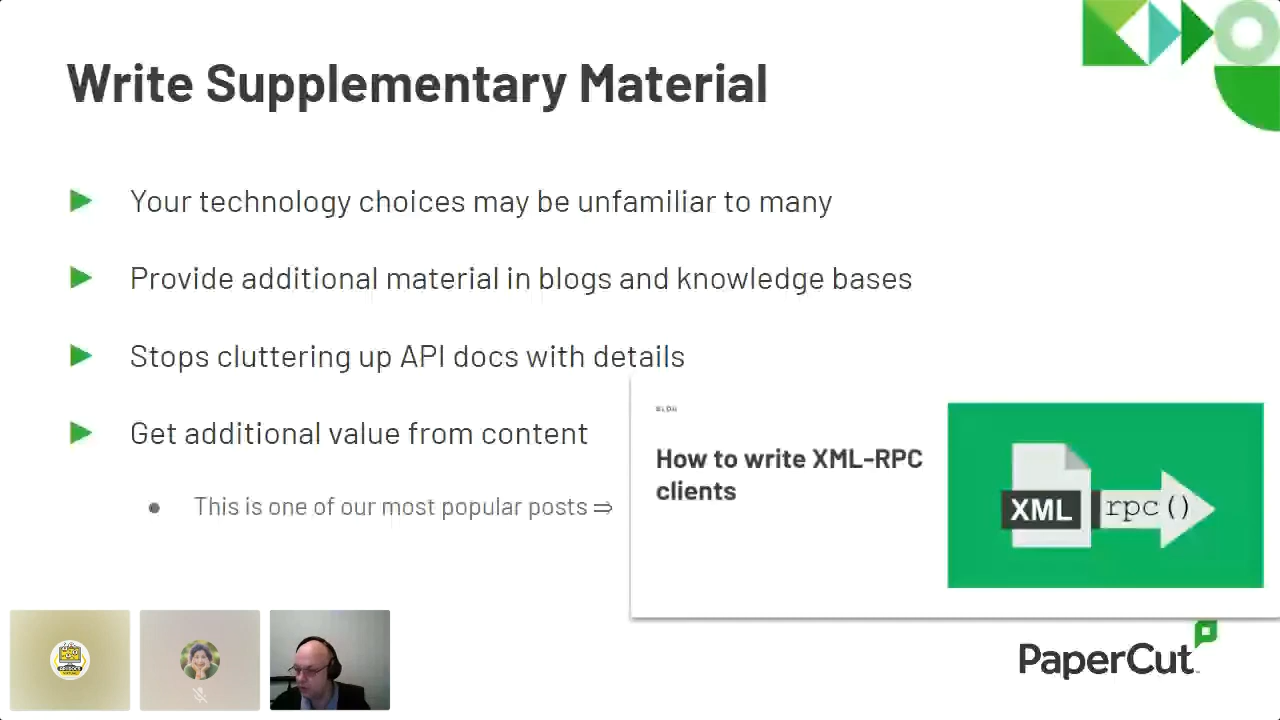 Write Supplementary Material
Your technology choices may be unfamiliar to many
Provide additional material in blogs and knowledge bases
Stops cluttering up API docs with details
Get additional value from content
This is one of our most popular posts ⇒
BLOG
How to write XML-RPC
clients
XML rpc()
PaperCut